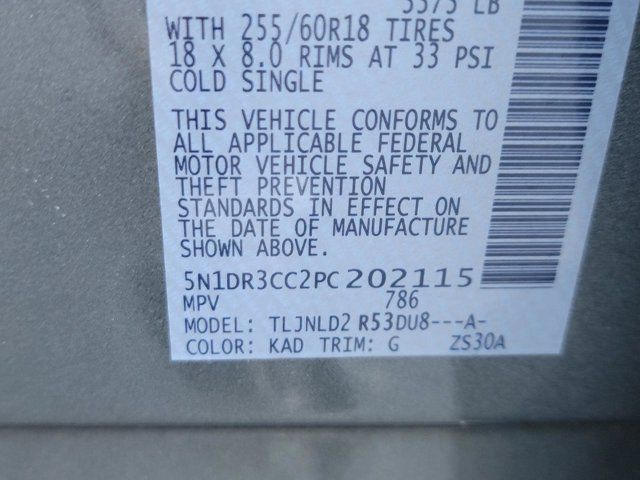 LB
WITH 255/60R18 TIRES
18 X 8.0 RIMS AT 33 PSI
COLD SINGLE
THIS VEHICLE CONFORMS TO
ALL APPLICABLE FEDERAL
MOTOR VEHICLE SAFETY AND
THEFT PREVENTION
STANDARDS IN EFFECT ON
THE DATE OF MANUFACTURE
SHOWN ABOVE.
5N1DR3CC2PC202115
MPV 786
MODEL: TLJNLD2 R53DU8---A-
COLOR: KAD TRIM: G ZS30A